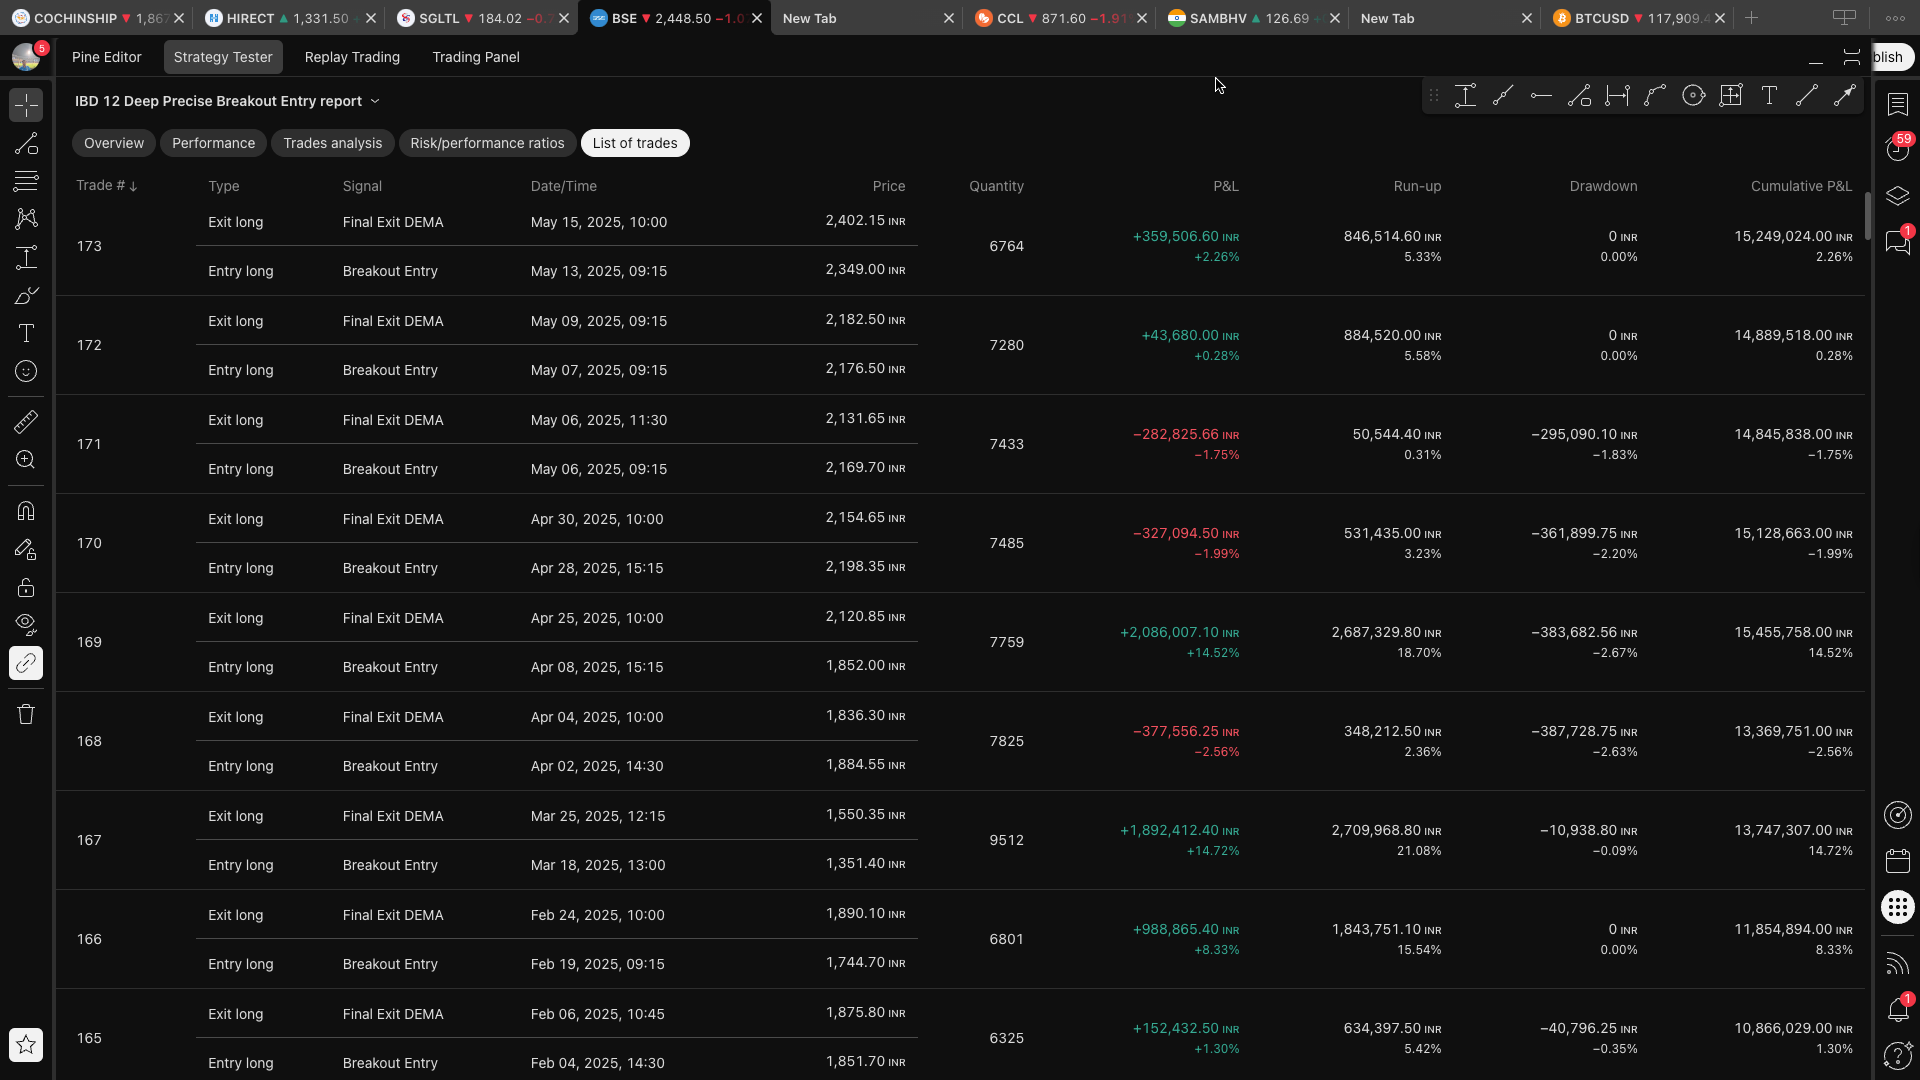 COCHINSHIP ▼ 1,867 HIRECT ▲ 1,331.50 SGLTL ▼ 184.02 −0.7 BSE ▼ 2,448.50 −1.0 New Tab CCL ▼ 871.60 −1.91 SAMBHV ▲ 126.69 New Tab BTCUSD ▼ 117,909.4
5 Pine Editor Strategy Tester Replay Trading Trading Panel blish
IBD 12 Deep Precise Breakout Entry report
Overview Performance Trades analysis Risk/performance ratios List of trades 59
Trade # ↓ Type Signal Date/Time Price Quantity P&L Run-up Drawdown Cumulative P&L
Exit long Final Exit DEMA May 15, 2025, 10:00 2,402.15 INR
173 6764 +359,506.60 INR 846,514.60 INR 0 INR 15,249,024.00 INR 1
+2.26% 5.33% 0.00% 2.26%
Entry long Breakout Entry May 13, 2025, 09:15 2,349.00 INR
Exit long Final Exit DEMA May 09, 2025, 09:15 2,182.50 INR
172 7280 +43,680.00 INR 884,520.00 INR 0 INR 14,889,518.00 INR
+0.28% 5.58% 0.00% 0.28%
Entry long Breakout Entry May 07, 2025, 09:15 2,176.50 INR
Exit long Final Exit DEMA May 06, 2025, 11:30 2,131.65 INR
171 7433 −282,825.66 INR 50,544.40 INR −295,090.10 INR 14,845,838.00 INR
−1.75% 0.31% −1.83% −1.75%
Entry long Breakout Entry May 06, 2025, 09:15 2,169.70 INR
Exit long Final Exit DEMA Apr 30, 2025, 10:00 2,154.65 INR
170 7485 −327,094.50 INR 531,435.00 INR −361,899.75 INR 15,128,663.00 INR
−1.99% 3.23% −2.20% −1.99%
Entry long Breakout Entry Apr 28, 2025, 15:15 2,198.35 INR
Exit long Final Exit DEMA Apr 25, 2025, 10:00 2,120.85 INR
169 7759 +2,086,007.10 INR 2,687,329.80 INR −383,682.56 INR 15,455,758.00 INR
+14.52% 18.70% −2.67% 14.52%
Entry long Breakout Entry Apr 08, 2025, 15:15 1,852.00 INR
Exit long Final Exit DEMA Apr 04, 2025, 10:00 1,836.30 INR
168 7825 −377,556.25 INR 348,212.50 INR −387,728.75 INR 13,369,751.00 INR
−2.56% 2.36% −2.63% −2.56%
Entry long Breakout Entry Apr 02, 2025, 14:30 1,884.55 INR
Exit long Final Exit DEMA Mar 25, 2025, 12:15 1,550.35 INR
167 9512 +1,892,412.40 INR 2,709,968.80 INR −10,938.80 INR 13,747,307.00 INR
+14.72% 21.08% −0.09% 14.72%
Entry long Breakout Entry Mar 18, 2025, 13:00 1,351.40 INR
Exit long Final Exit DEMA Feb 24, 2025, 10:00 1,890.10 INR
166 6801 +988,865.40 INR 1,843,751.10 INR 0 INR 11,854,894.00 INR
+8.33% 15.54% 0.00% 8.33%
Entry long Breakout Entry Feb 19, 2025, 09:15 1,744.70 INR
Exit long Final Exit DEMA Feb 06, 2025, 10:45 1,875.80 INR 1
165 6325 +152,432.50 INR 634,397.50 INR −40,796.25 INR 10,866,029.00 INR
+1.30% 5.42% −0.35% 1.30%
Entry long Breakout Entry Feb 04, 2025, 14:30 1,851.70 INR